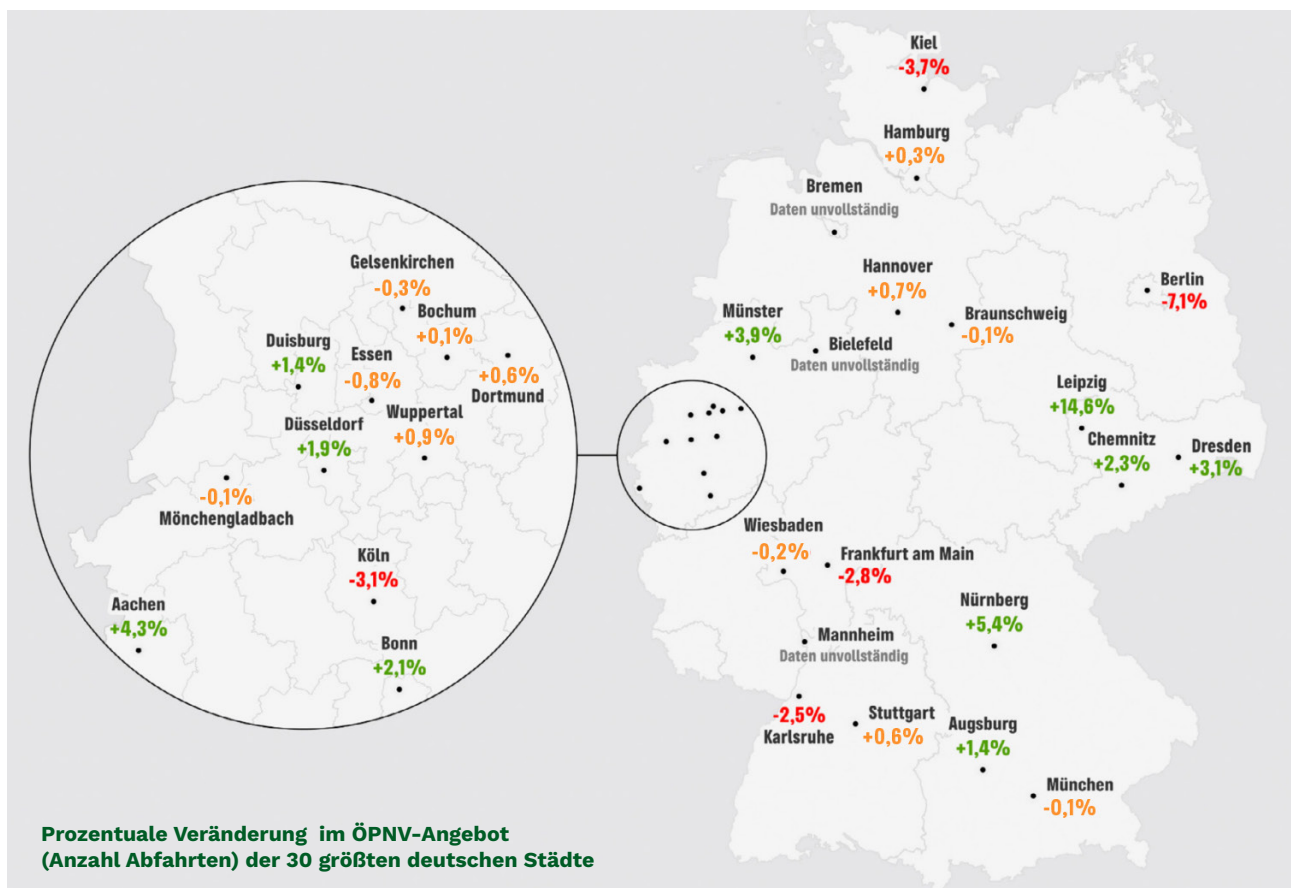 Kiel
-3,7%
Hamburg
+0,3%
Bremen
Daten unvollständig
Hannover
+0,7%
Berlin
-7,1%
Braunschweig
-0,1%
Münster
+3,9%
Bielefeld
Daten unvollständig
Leipzig
+14,6%
Chemnitz
+2,3%
Dresden
+3,1%
Gelsenkirchen
-0,3%
Bochum
+0,1%
Duisburg
+1,4%
Essen
-0,8%
+0,6%
Dortmund
Düsseldorf
+1,9%
Wuppertal
+0,9%
-0,1%
Mönchengladbach
Köln
-3,1%
Aachen
+4,3%
Bonn
+2,1%
Wiesbaden
-0,2%
Frankfurt am Main
-2,8%
Nürnberg
+5,4%
Mannheim
Daten unvollständig
-2,5%
Karlsruhe
Stuttgart
+0,6%
Augsburg
+1,4%
München
-0,1%
Prozentuale Veränderung im ÖPNV-Angebot
(Anzahl Abfahrten) der 30 größten deutschen Städte